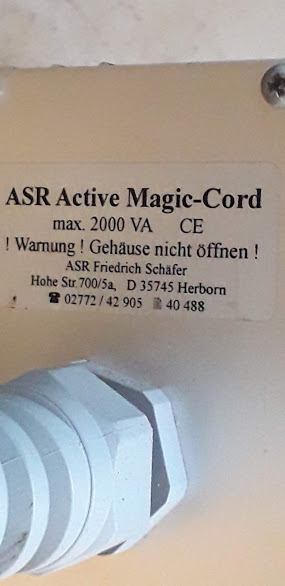 ASR Active Magic-Cord
max. 2000 VA CE
! Warnung ! Gehäuse nicht öffnen !
ASR Friedrich Schäfer
Hohe Str. 700/5a, D 35745 Herborn
☎ 02772 / 42 905 🗎 40 488